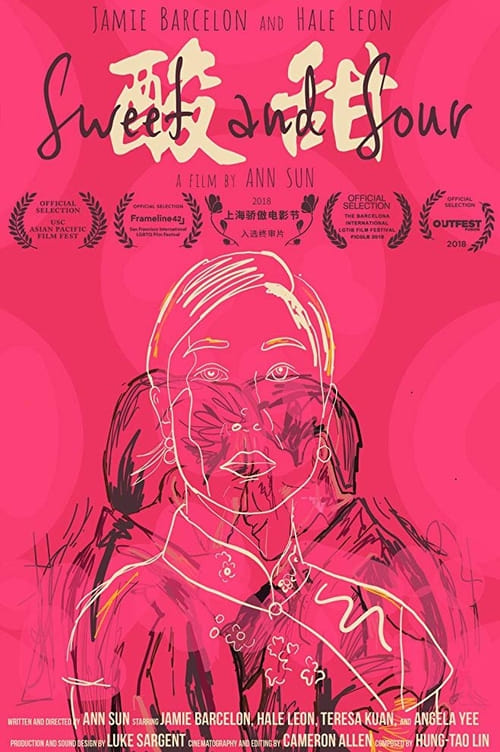 JAMIE BARCELON AND HALE LEON
酸 甜
Sweet and Sour
A FILM BY ANN SUN
OFFICIAL SELECTION
USC
ASIAN PACIFIC
FILM FEST
OFFICIAL SELECTION
Frameline42
San Francisco International
LGBTQ Film Festival
2018
上海骄傲电影节
入选终审片
OFFICIAL
SELECTION
THE BARCELONA
INTERNATIONAL
LGTIB FILM FESTIVAL
FICGLB 2018
OFFICIAL SELECTION
OUTFEST
FUSION
2018
WRITTEN AND DIRECTED BY ANN SUN STARRING JAMIE BARCELON, HALE LEON, TERESA KUAN, AND ANGELA YEE
PRODUCTION AND SOUND DESIGN BY LUKE SARGENT CINEMATOGRAPHY AND EDITING BY CAMERON ALLEN COMPOSED BY HUNG-TAO LIN